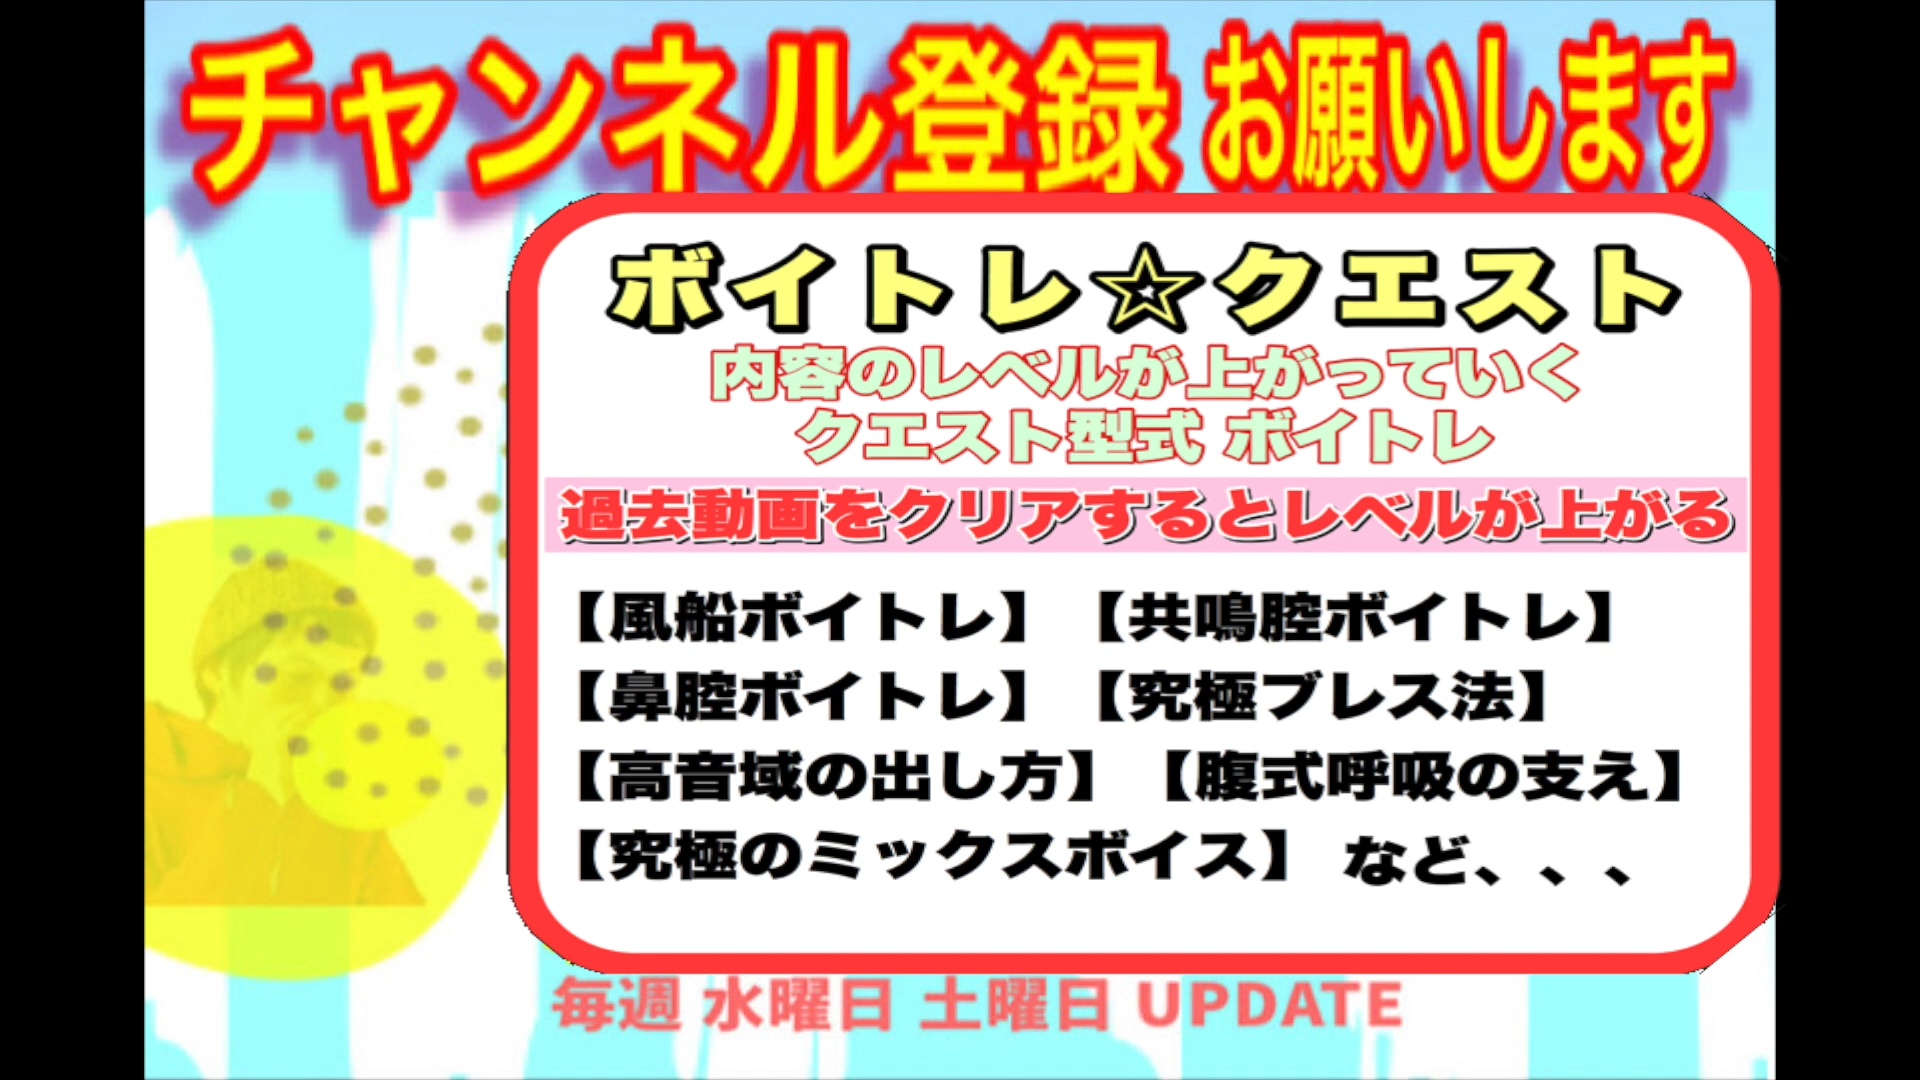 チャンネル登録 お願いします
ボイトレ☆クエスト
内容のレベルが上がっていく
クエスト型式 ボイトレ
過去動画をクリアするとレベルが上がる
【風船ボイトレ】 【共鳴腔ボイトレ】
【鼻腔ボイトレ】 【究極ブレス法】
【高音域の出し方】 【腹式呼吸の支え】
【究極のミックスボイス】 など、、、
毎週 水曜日 土曜日 UPDATE